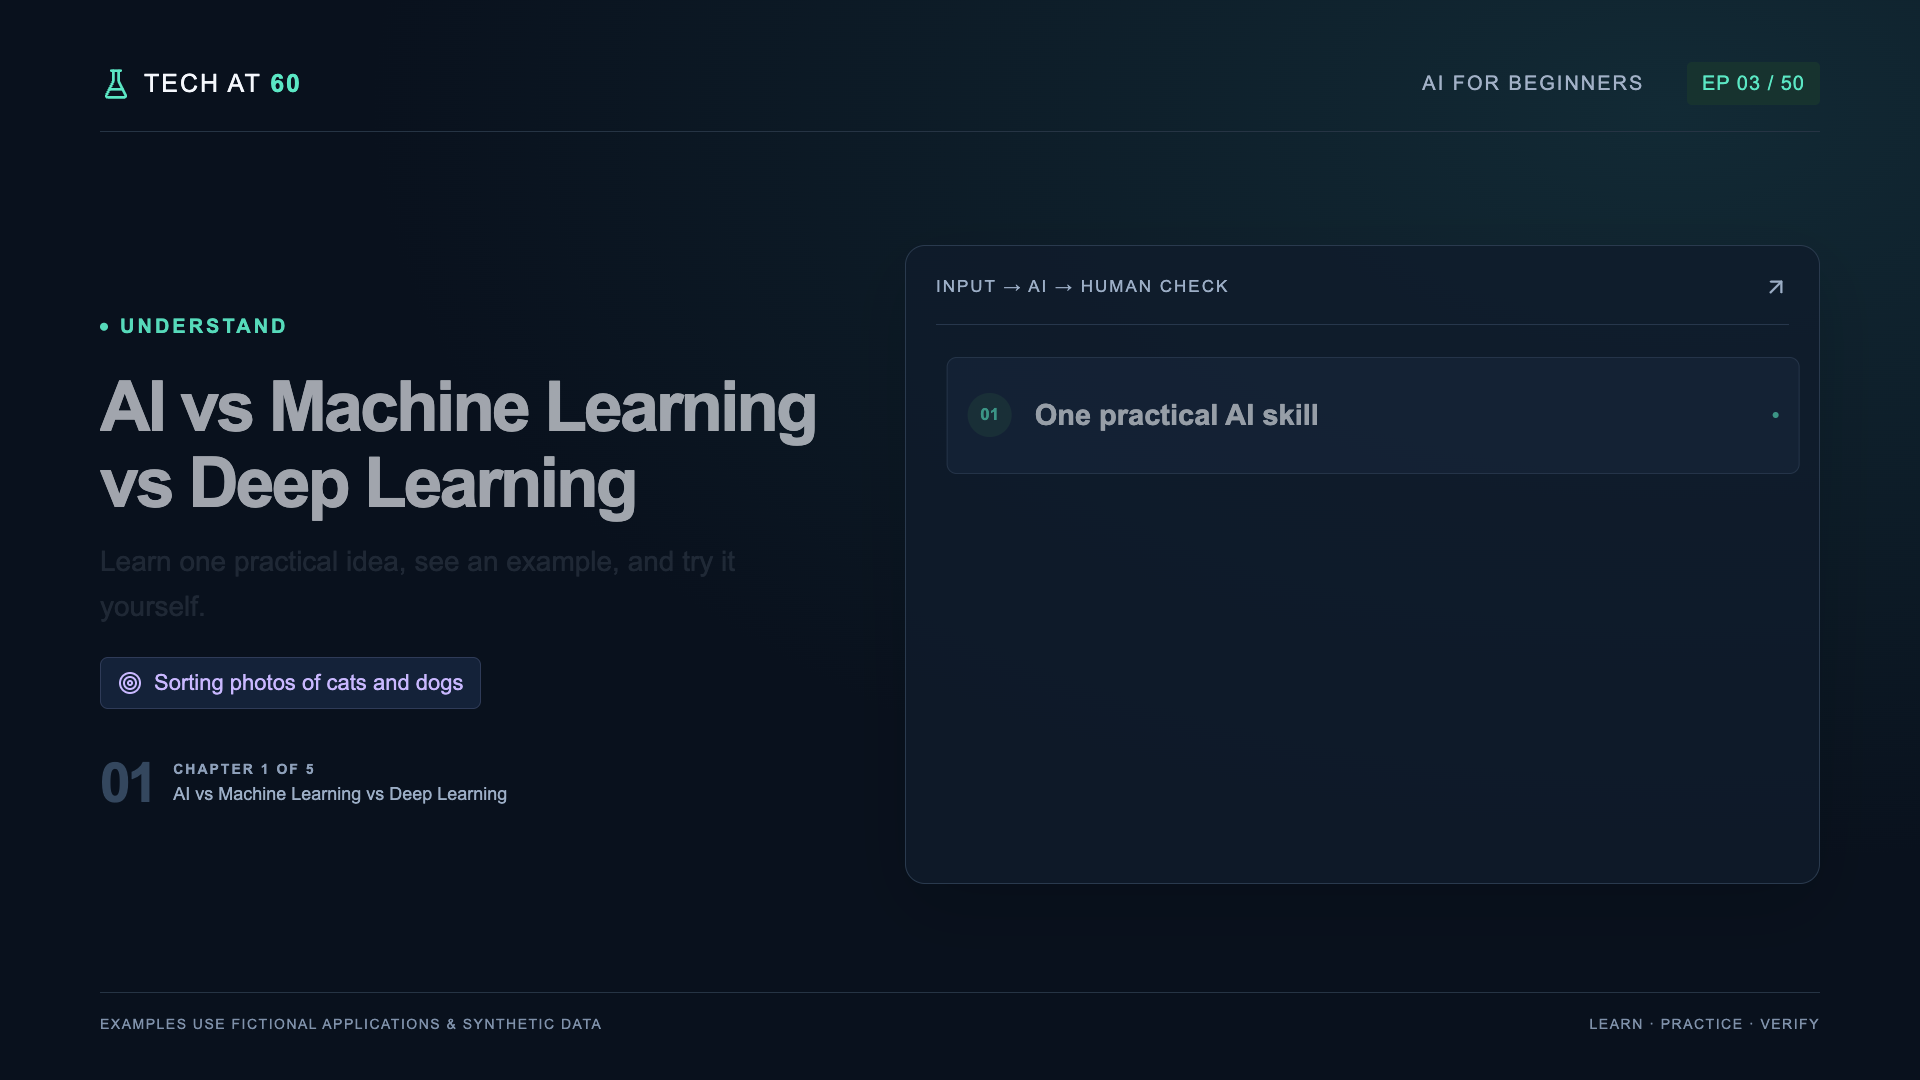 TECH AT 60
AI FOR BEGINNERS
EP 03 / 50
UNDERSTAND
AI vs Machine Learning
vs Deep Learning
Learn one practical idea, see an example, and try it
yourself.
Sorting photos of cats and dogs
01
CHAPTER 1 OF 5
AI vs Machine Learning vs Deep Learning
INPUT → AI → HUMAN CHECK
01
One practical AI skill
EXAMPLES USE FICTIONAL APPLICATIONS & SYNTHETIC DATA
LEARN · PRACTICE · VERIFY